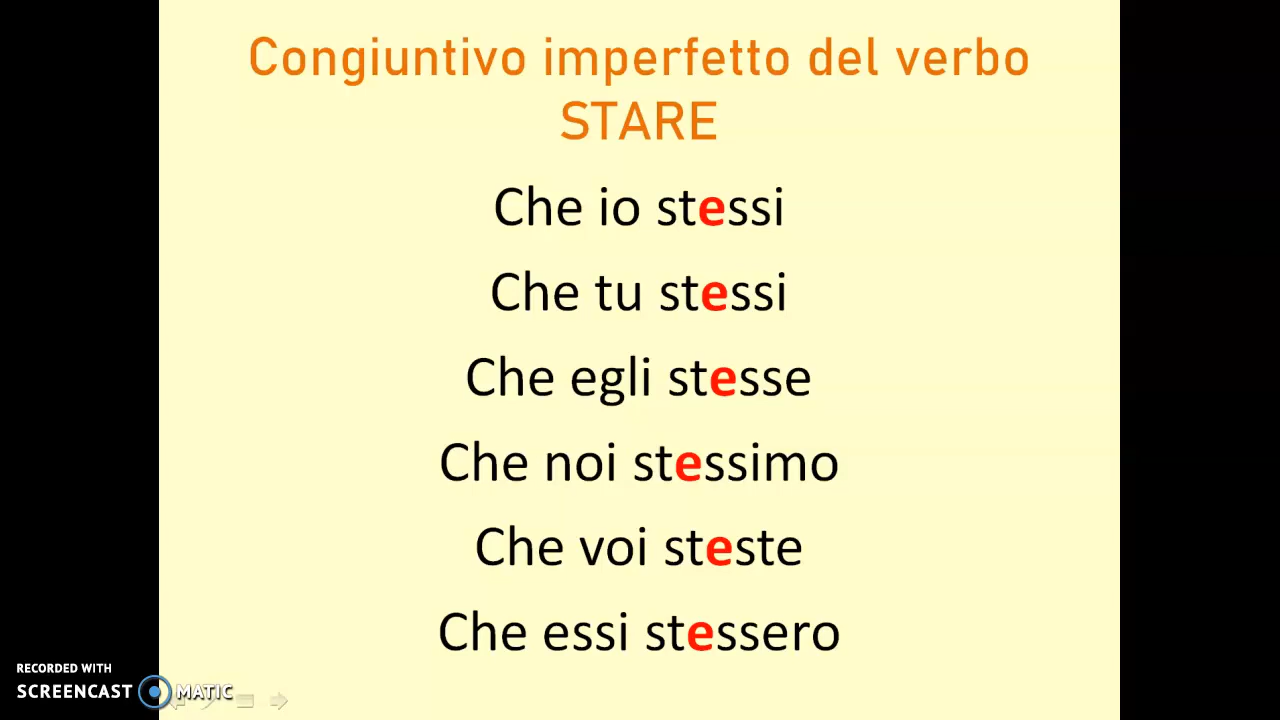 Congiuntivo imperfetto del verbo
STARE
Che io stessi
Che tu stessi
Che egli stesse
Che noi stessimo
Che voi steste
Che essi stessero
RECORDED WITH
SCREENCAST MATIC